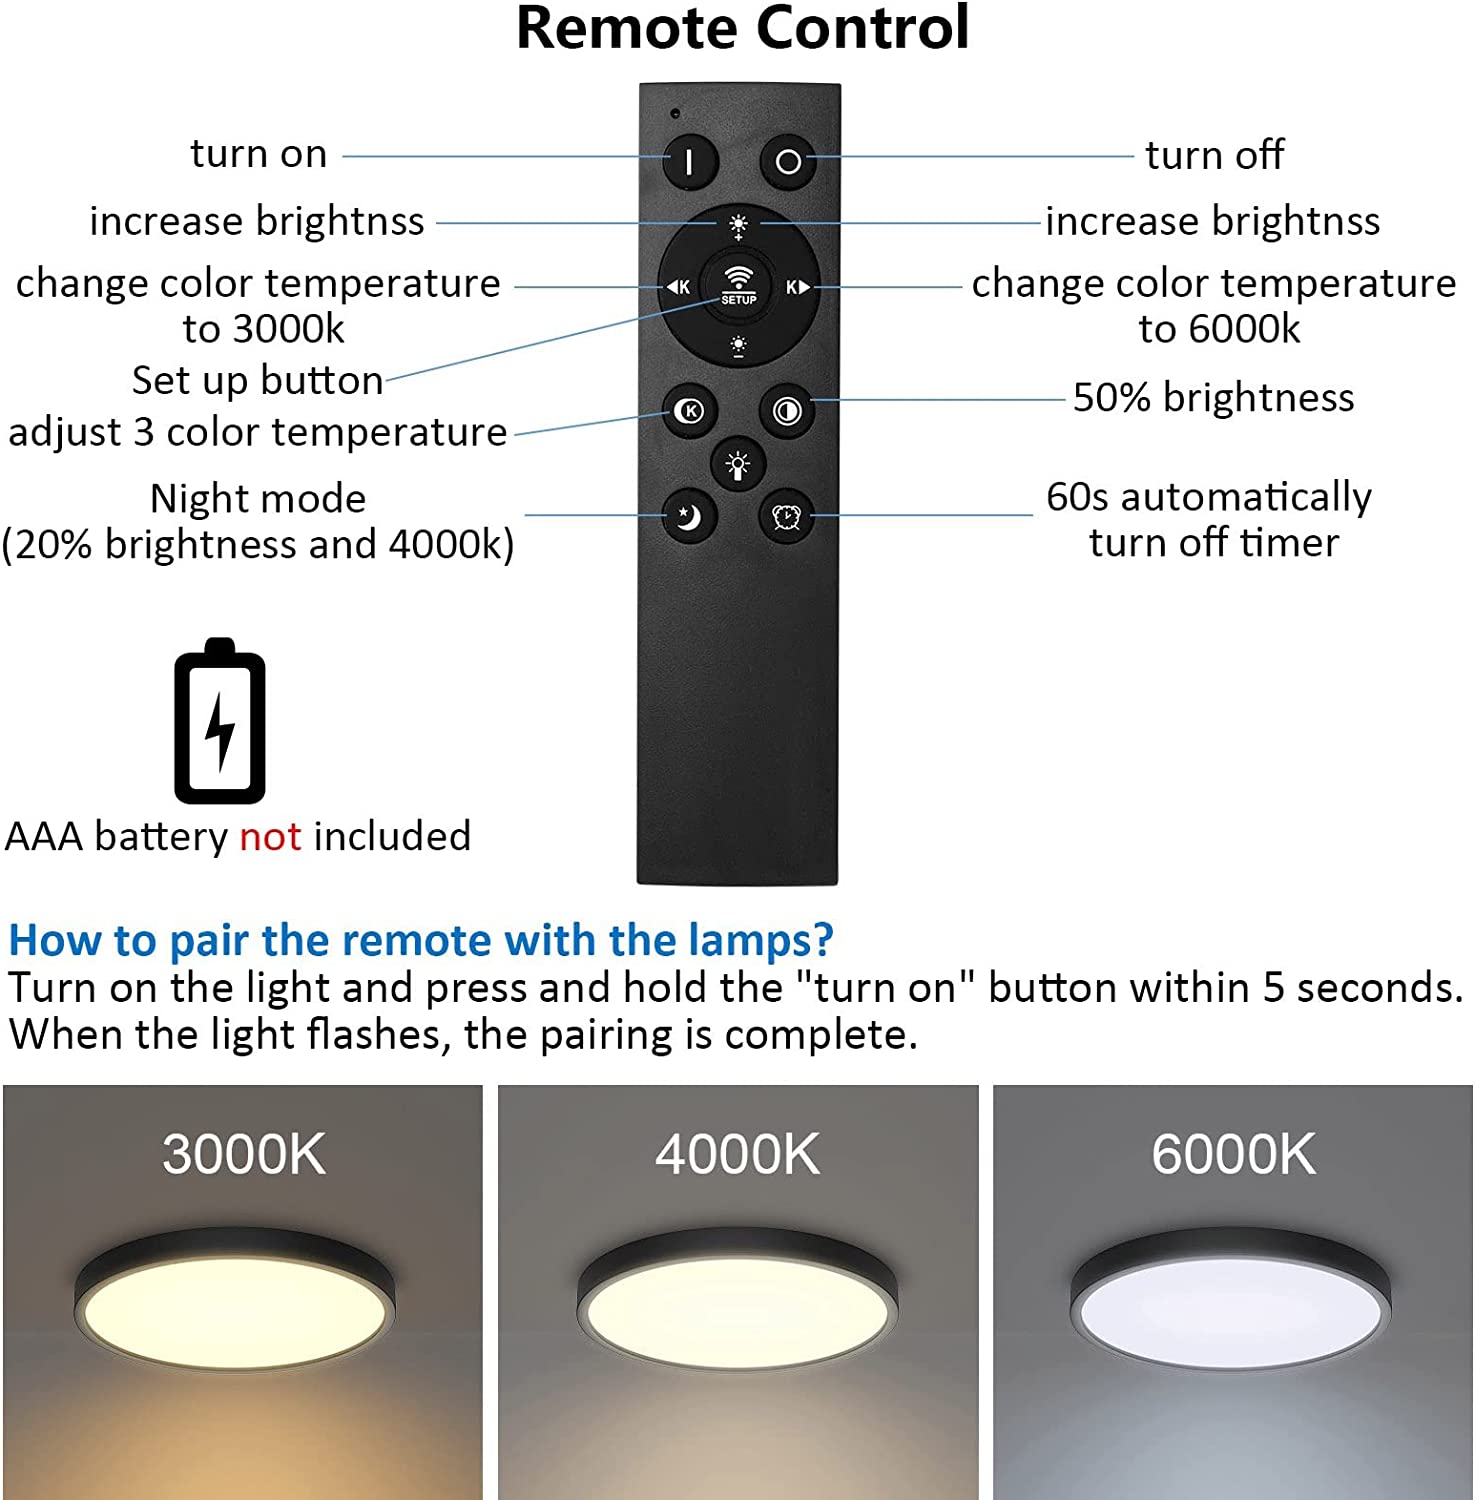 Remote Control
turn on
turn off
increase brightnss
increase brightnss
change color temperature
to 3000k
change color temperature
to 6000k
◀K
K▶
SETUP
Set up button
50% brightness
adjust 3 color temperature
K
Night mode
(20% brightness and 4000k)
60s automatically
turn off timer
AAA battery not included
How to pair the remote with the lamps?
Turn on the light and press and hold the "turn on" button within 5 seconds.
When the light flashes, the pairing is complete.
3000K
4000K
6000K